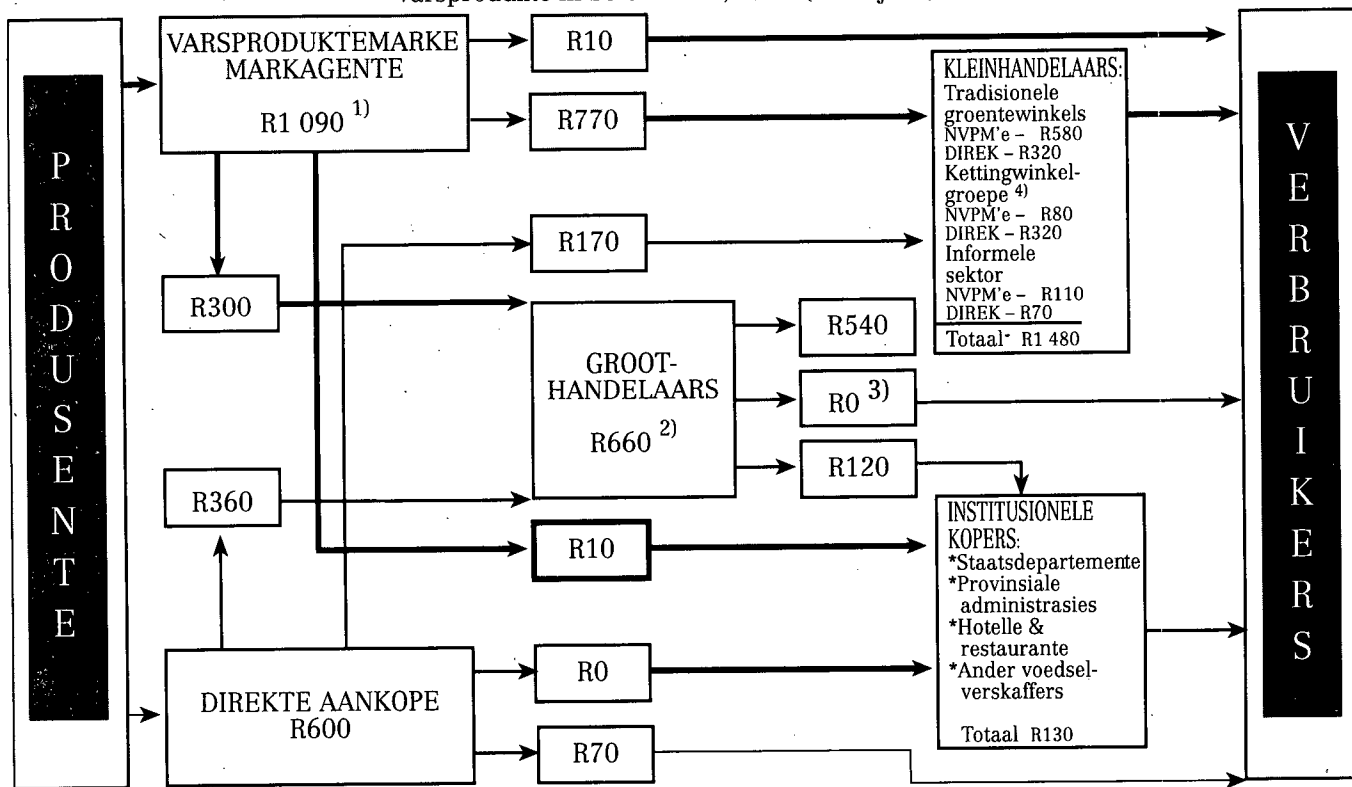 PRODUSENTE
VARSPRODUKTEMARKE
MARKAGENTE
R1 090 1)
R10
R770
R170
R300
R360
GROOT-
HANDELAARS
R660 2)
R540
R0 3)
R120
R10
DIREKTE AANKOPE
R600
R0
R70
KLEINHANDELAARS:
Tradisionele
groentewinkels
NVPM'e – R580
DIREK – R320
Kettingwinkel-
groepe 4)
NVPM'e – R80
DIREK – R320
Informele
sektor
NVPM'e – R110
DIREK – R70
Totaal R1 480
INSTITUSIONELE
KOPERS:
*Staatsdepartemente
*Provinsiale
administrasies
*Hotelle &
restaurante
*Ander voedsel-
verskaffers
Totaal R130
VERBRUIKERS